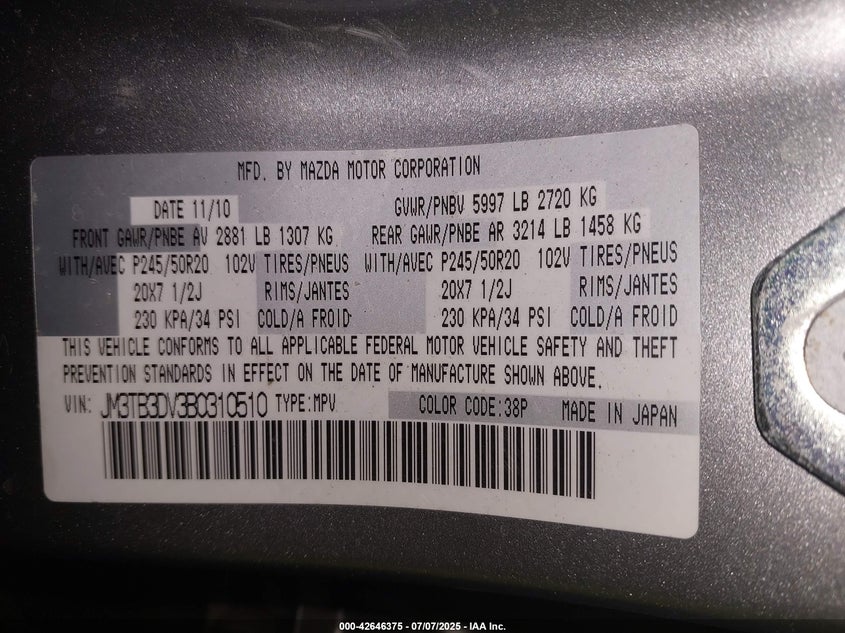 MFD. BY MAZDA MOTOR CORPORATION
DATE 11/10 GVWR/PNBV 5997 LB 2720 KG
FRONT GAWR/PNBE AV 2881 LB 1307 KG REAR GAWR/PNBE AR 3214 LB 1458 KG
WITH/AVEC P245/50R20 102V TIRES/PNEUS WITH/AVEC P245/50R20 102V TIRES/PNEUS
20X7 1/2J RIMS/JANTES 20X7 1/2J RIMS/JANTES
230 KPA/34 PSI COLD/A FROID 230 KPA/34 PSI COLD/A FROID
THIS VEHICLE CONFORMS TO ALL APPLICABLE FEDERAL MOTOR VEHICLE SAFETY AND THEFT
PREVENTION STANDARDS IN EFFECT ON THE DATE OF MANUFACTURE SHOWN ABOVE.
VIN: JM3TB3DV3B0310510 TYPE:MPV COLOR CODE:38P MADE IN JAPAN
000-42646375 - 07/07/2025 - IAA Inc.